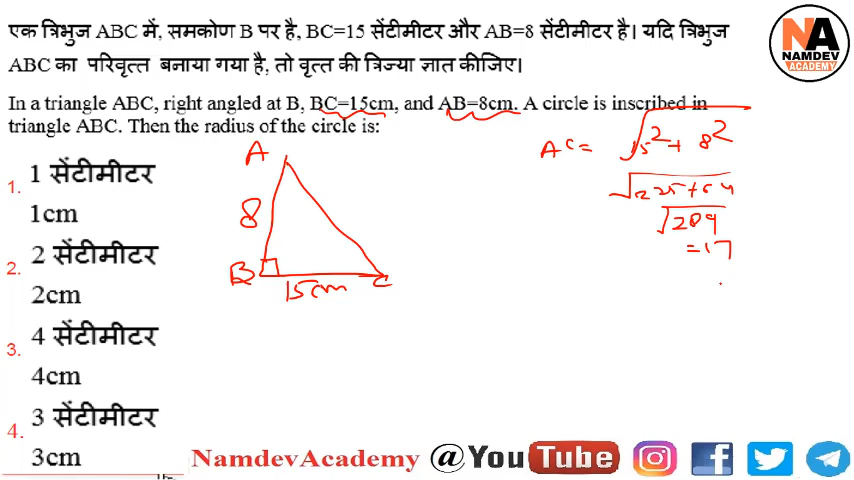 एक त्रिभुज ABC में, समकोण B पर है, BC=15 सेंटीमीटर और AB=8 सेंटीमीटर है। यदि त्रिभुज
ABC का परिवृत्त बनाया गया है, तो वृत्त की त्रिज्या ज्ञात कीजिए।
In a triangle ABC, right angled at B, BC=15cm, and AB=8cm. A circle is inscribed in
triangle ABC. Then the radius of the circle is:
NA
NAMDEV
ACADEMY
AC= √15²+8²
√225+64
√289
=17
A
8
B
15cm
C
1. 1 सेंटीमीटर
1cm
2. 2 सेंटीमीटर
2cm
3. 4 सेंटीमीटर
4cm
4. 3 सेंटीमीटर
3cm
NamdevAcademy @YouTube